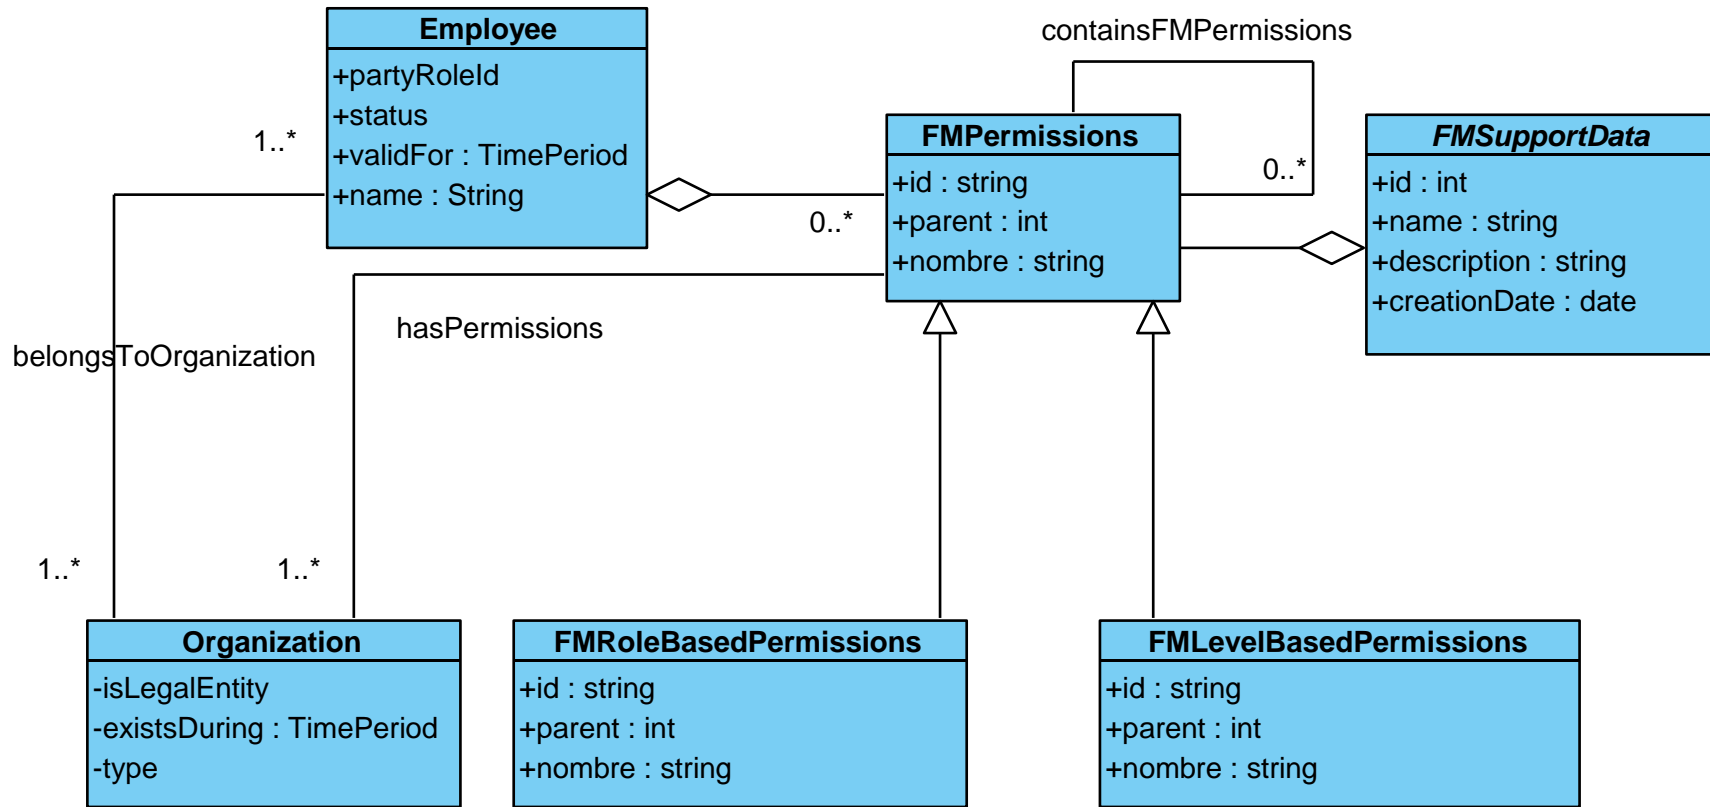 Employee
+partyRoleId
+status
+validFor : TimePeriod
+name : String
containsFMPermissions
FMPermissions
+id : string
+parent : int
+nombre : string
FMSupportData
+id : int
+name : string
+description : string
+creationDate : date
1..*
0..*
0..*
hasPermissions
belongsToOrganization
1..*
1..*
Organization
-isLegalEntity
-existsDuring : TimePeriod
-type
FMRoleBasedPermissions
+id : string
+parent : int
+nombre : string
FMLevelBasedPermissions
+id : string
+parent : int
+nombre : string